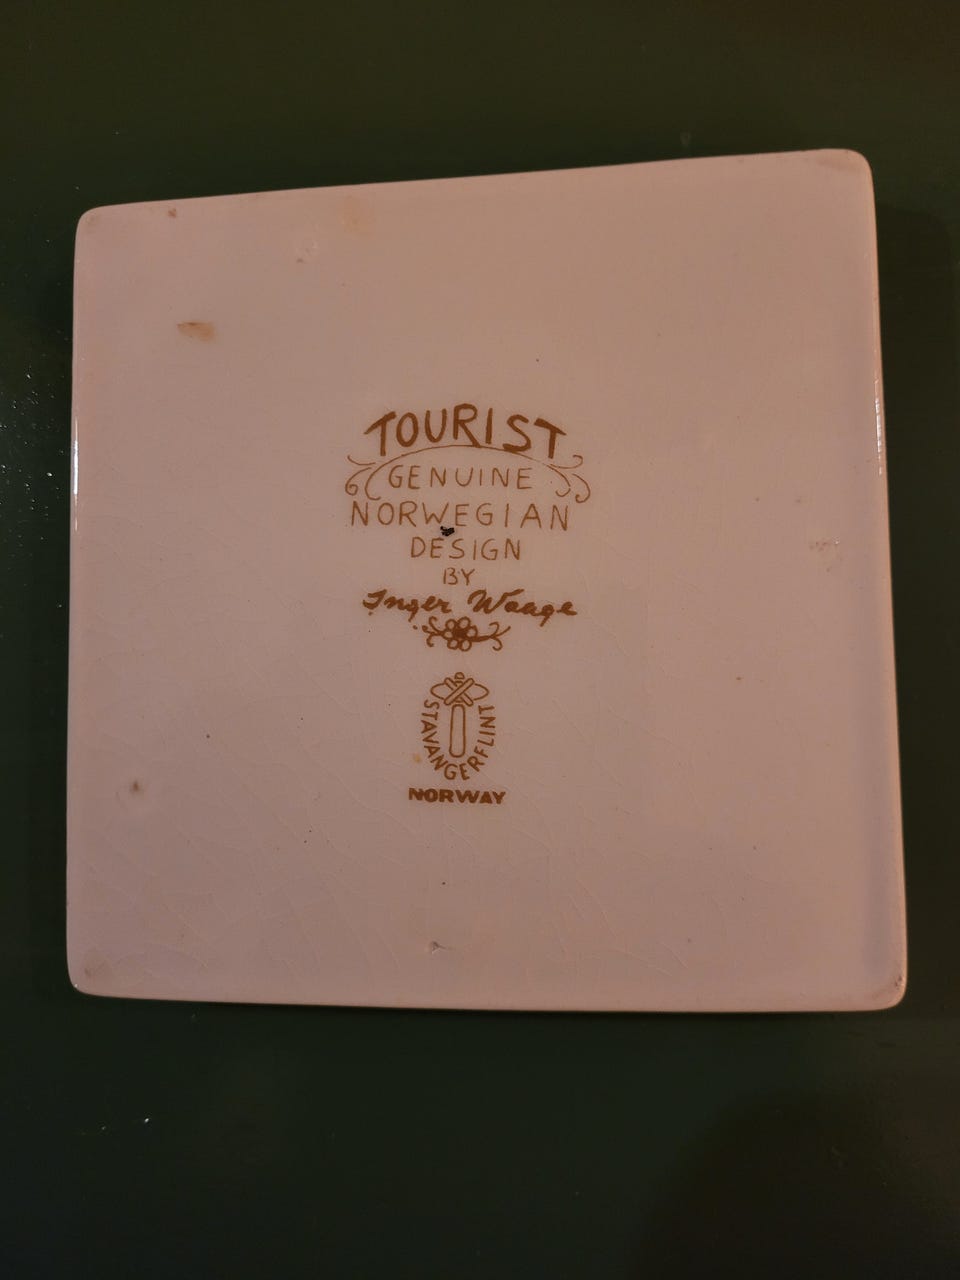 TOURIST
GENUINE
NORWEGIAN
DESIGN
BY
Inger Waage
STAVANGERFLINT
NORWAY